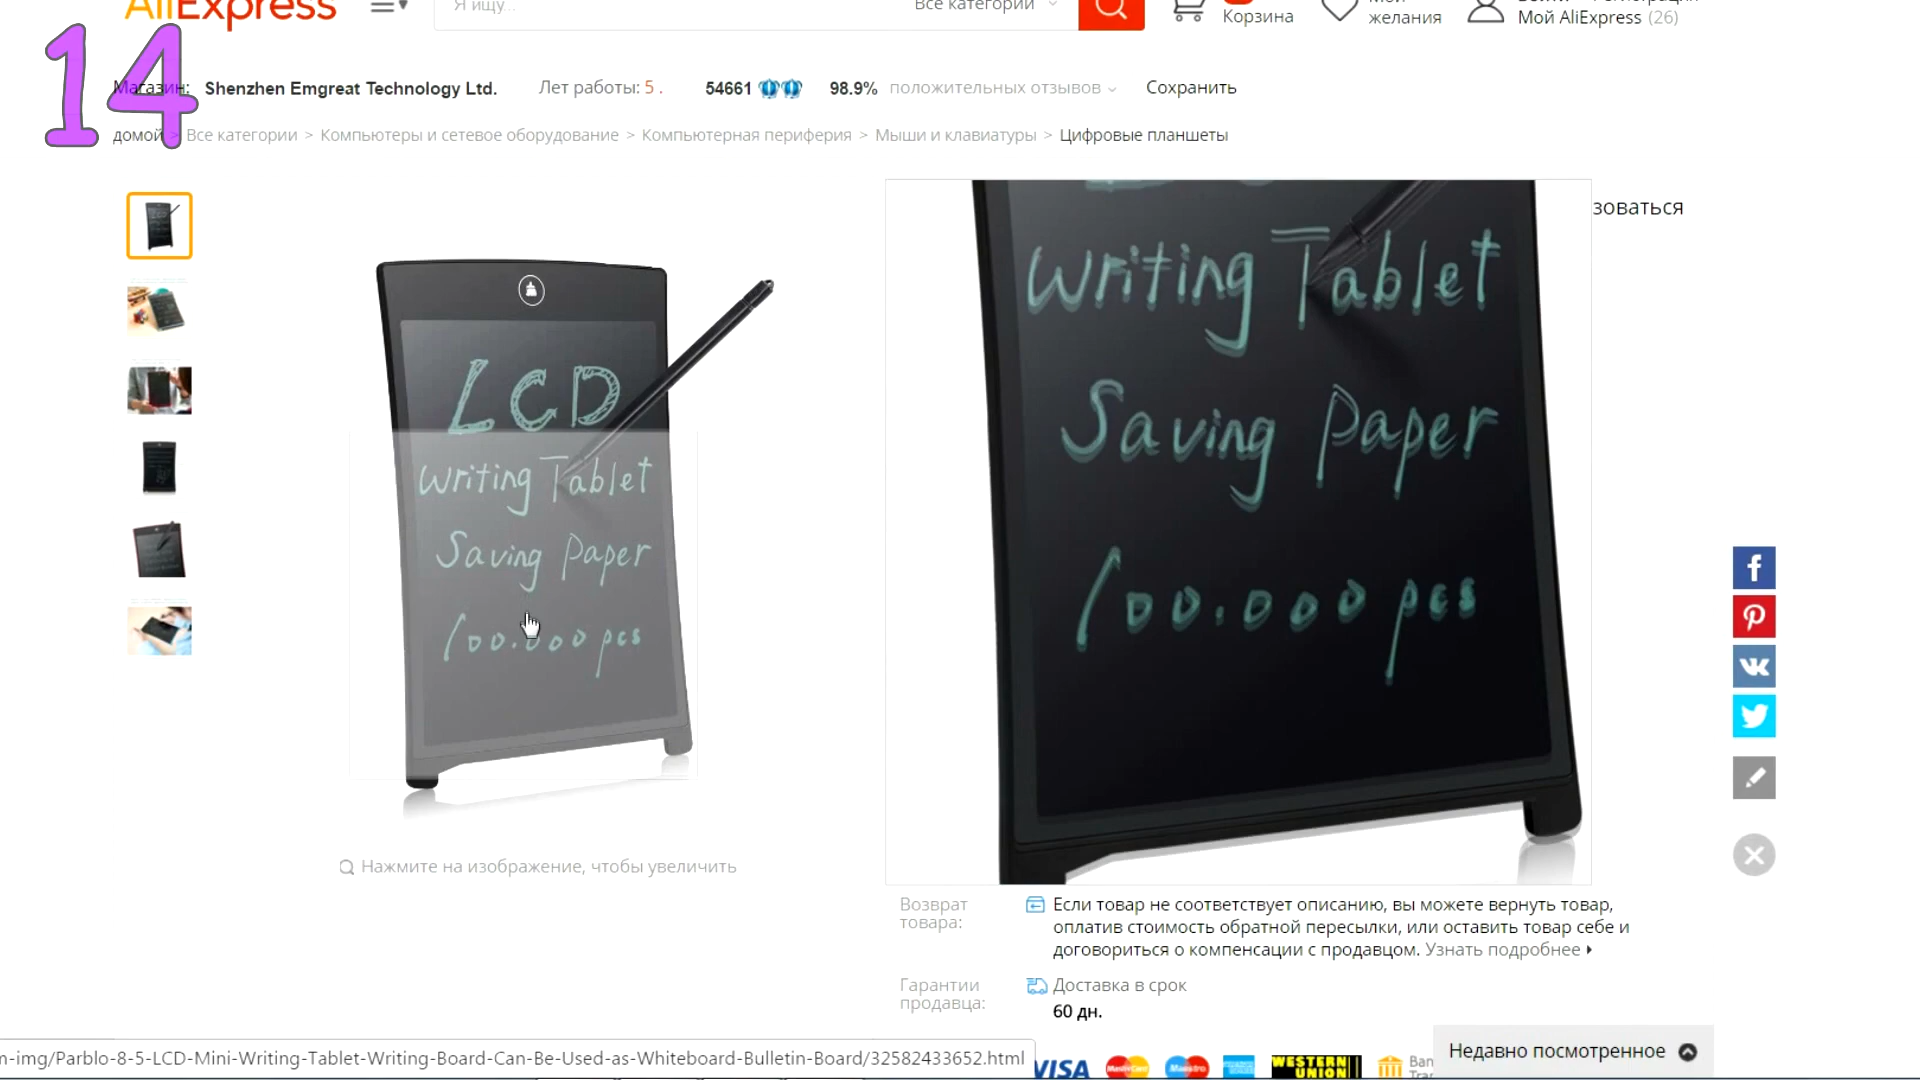 AliExpress
Я ищу...
Все категории
Корзина
Мои
желания
Мой AliExpress (26)
14
Магазин: Shenzhen Emgreat Technology Ltd. Лет работы: 5 . 54661 98.9% положительных отзывов Сохранить
домой > Все категории > Компьютеры и сетевое оборудование > Компьютерная периферия > Мыши и клавиатуры > Цифровые планшеты
LCD
Writing Tablet
Saving Paper
100.000 pcs
Writing Tablet
Saving Paper
100.000 pcs
зоваться
Нажмите на изображение, чтобы увеличить
Возврат
товара:
Если товар не соответствует описанию, вы можете вернуть товар,
оплатив стоимость обратной пересылки, или оставить товар себе и
договориться о компенсации с продавцом. Узнать подробнее
Гарантии
продавца:
Доставка в срок
60 дн.
m-img/Parblo-8-5-LCD-Mini-Writing-Tablet-Writing-Board-Can-Be-Used-as-Whiteboard-Bulletin-Board/32582433652.html
VISA MasterCard Maestro WESTERN UNION
Недавно посмотренное